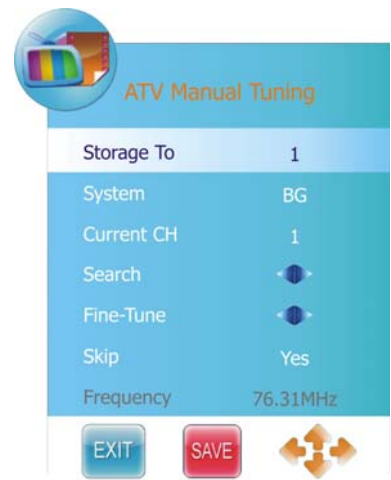 ATV Manual Tuning
Storage To 1
System BG
Current CH 1
Search
Fine-Tune
Skip Yes
Frequency 76.31MHz
EXIT SAVE